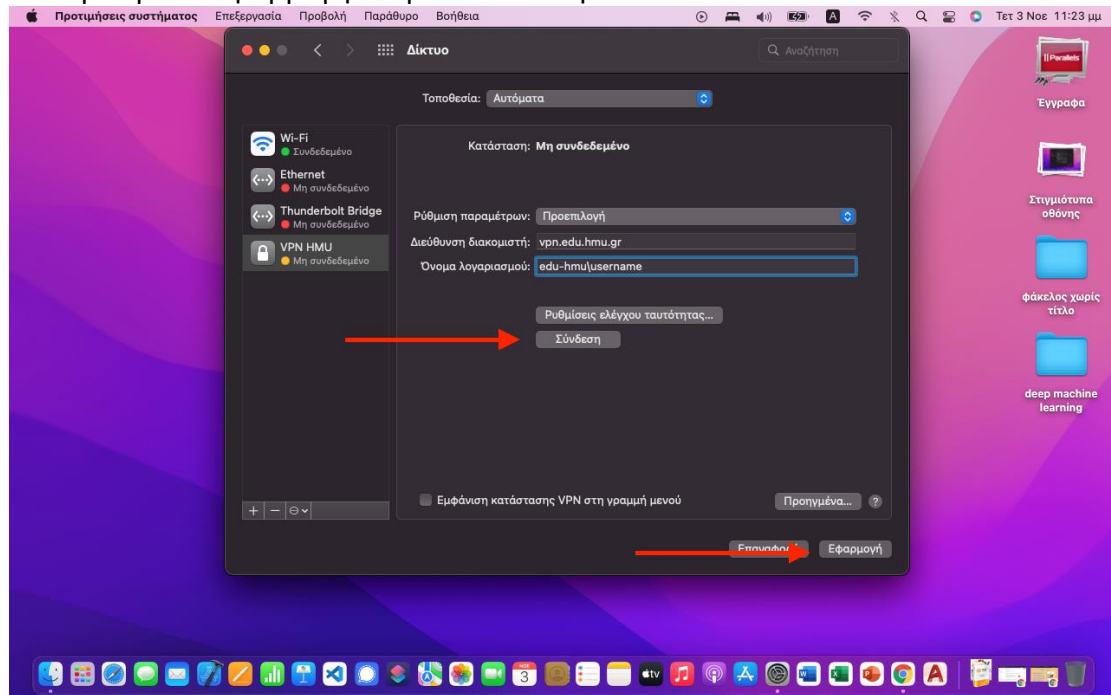 Προτιμήσεις συστήματος Επεξεργασία Προβολή Παράθυρο Βοήθεια A Τετ 3 Νοε 11:23 μμ
Δίκτυο Αναζήτηση
Τοποθεσία: Αυτόματα
Wi-Fi
Συνδεδεμένο
Ethernet
Μη συνδεδεμένο
Thunderbolt Bridge
Μη συνδεδεμένο
VPN HMU
Μη συνδεδεμένο
Κατάσταση: Μη συνδεδεμένο
Ρύθμιση παραμέτρων: Προεπιλογή
Διεύθυνση διακομιστή: vpn.edu.hmu.gr
Όνομα λογαριασμού: edu-hmu\username
Ρυθμίσεις ελέγχου ταυτότητας...
Σύνδεση
Εμφάνιση κατάστασης VPN στη γραμμή μενού
Προηγμένα... ?
Εφαρμογή
|| Parallels
Έγγραφα
Στιγμιότυπα
οθόνης
φάκελος χωρίς
τίτλο
deep machine
learning
ΝΟΕ
3
tv